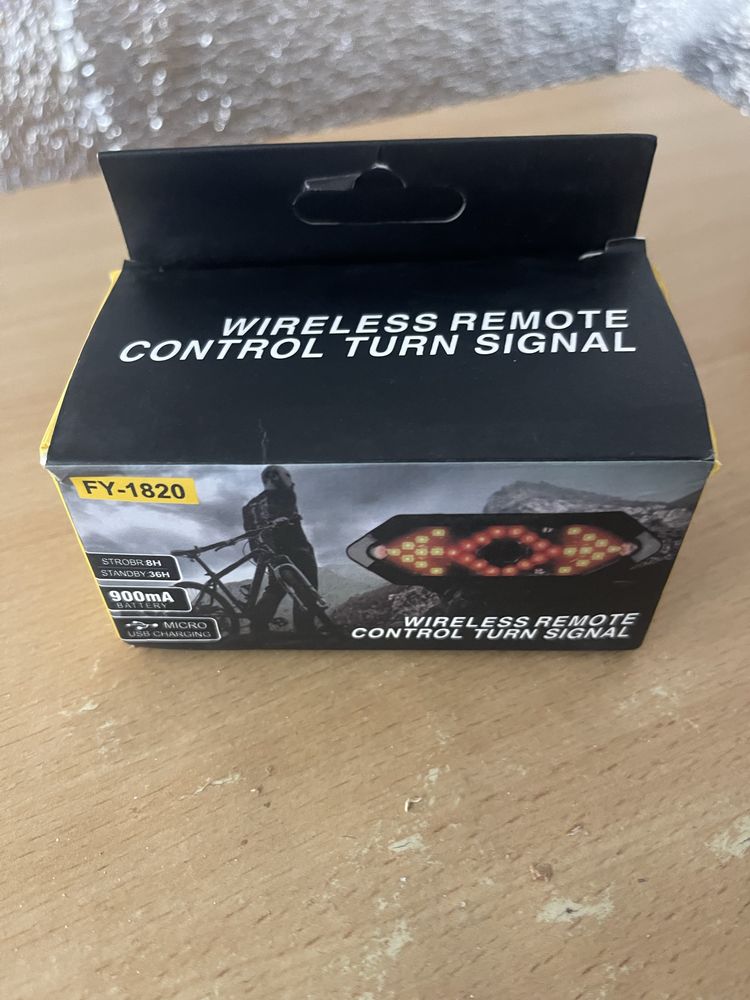 WIRELESS REMOTE
CONTROL TURN SIGNAL
FY-1820
STROBR:8H
STANDBY:36H
900mA
BATTERY
MICRO
USB CHARGING
WIRELESS REMOTE
CONTROL TURN SIGNAL